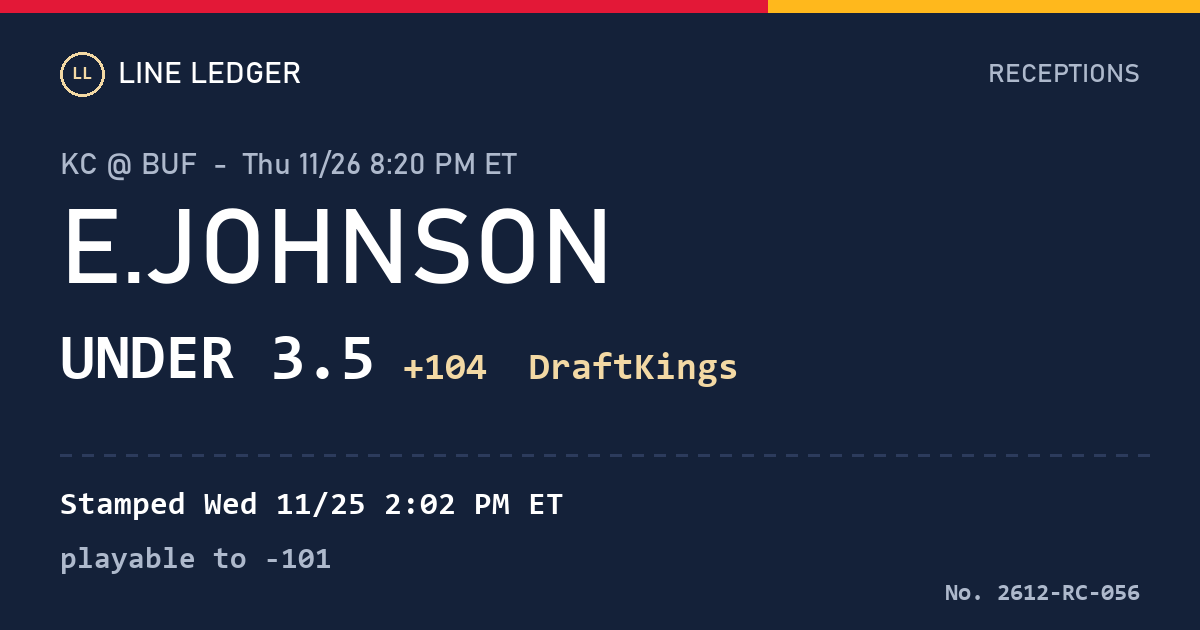 LL LINE LEDGER
RECEPTIONS
KC @ BUF - Thu 11/26 8:20 PM ET
E.JOHNSON
UNDER 3.5 +104 DraftKings
Stamped Wed 11/25 2:02 PM ET
playable to -101
No. 2612-RC-056